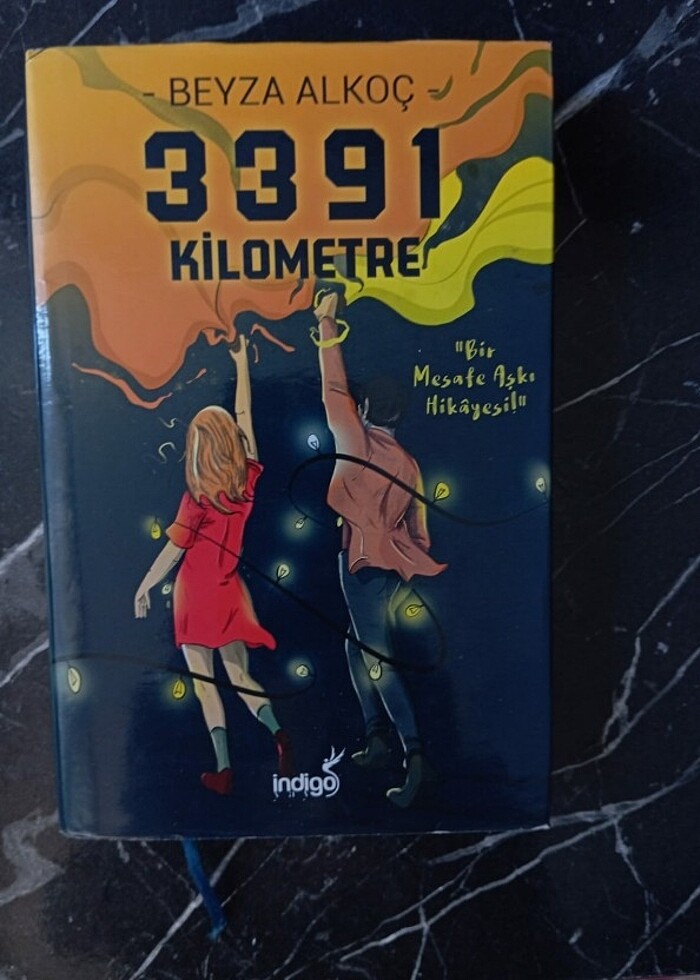 - BEYZA ALKOÇ -
3391
KİLOMETRE
"Bir
Mesafe Aşkı
Hikâyesi!"
indigo